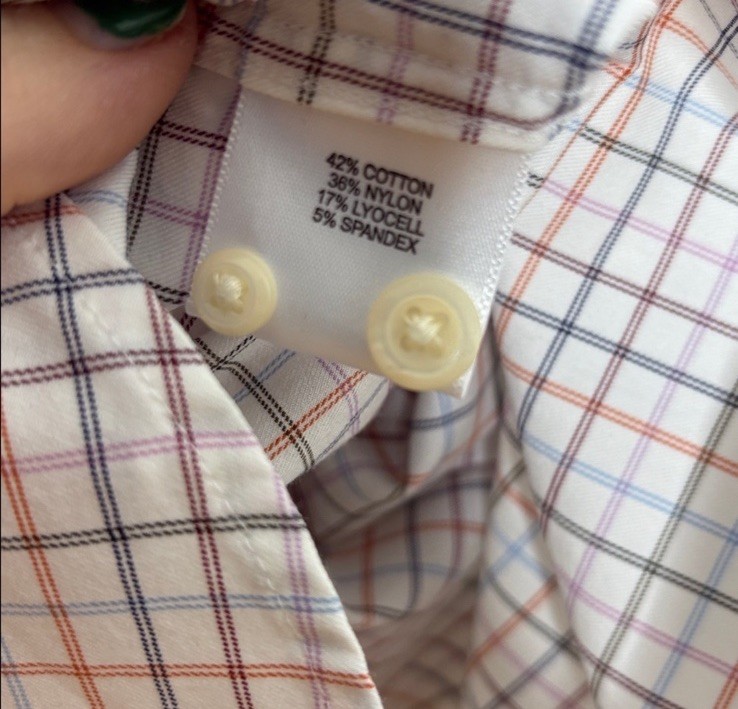 42% COTTON
36% NYLON
17% LYOCELL
5% SPANDEX